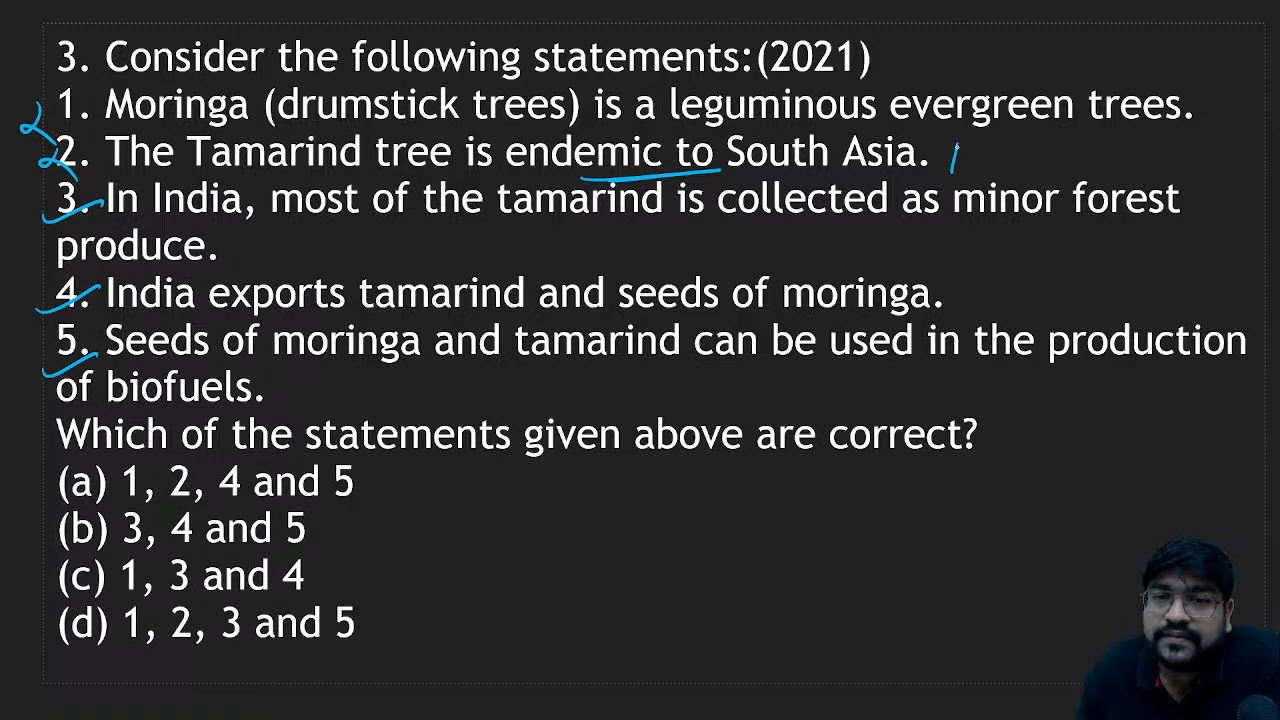 3. Consider the following statements:(2021)
1. Moringa (drumstick trees) is a leguminous evergreen trees.
2. The Tamarind tree is endemic to South Asia.
3. In India, most of the tamarind is collected as minor forest
produce.
4. India exports tamarind and seeds of moringa.
5. Seeds of moringa and tamarind can be used in the production
of biofuels.
Which of the statements given above are correct?
(a) 1, 2, 4 and 5
(b) 3, 4 and 5
(c) 1, 3 and 4
(d) 1, 2, 3 and 5